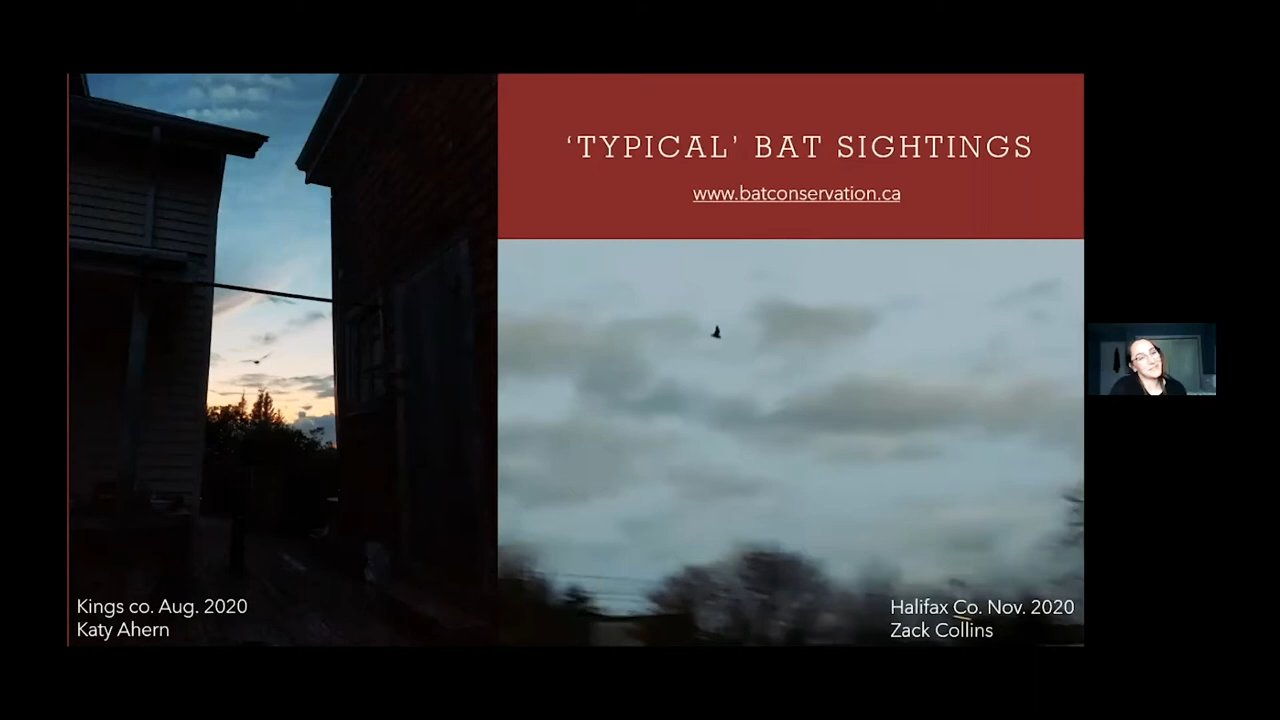 ‘TYPICAL’ BAT SIGHTINGS
www.batconservation.ca
Kings co. Aug. 2020
Katy Ahern
Halifax Co. Nov. 2020
Zack Collins